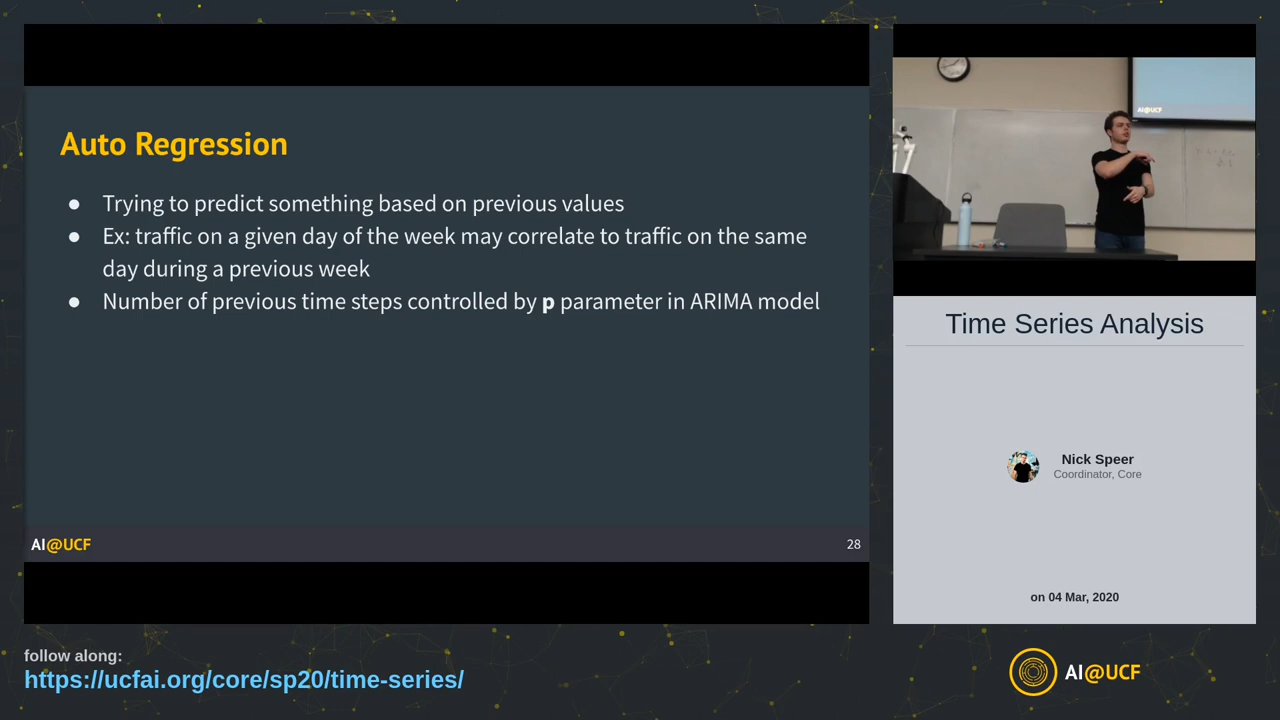 Auto Regression
● Trying to predict something based on previous values
● Ex: traffic on a given day of the week may correlate to traffic on the same
day during a previous week
● Number of previous time steps controlled by p parameter in ARIMA model
AI@UCF
28
AI@UCF
Time Series Analysis
Nick Speer
Coordinator, Core
on 04 Mar, 2020
follow along:
https://ucfai.org/core/sp20/time-series/
AI@UCF